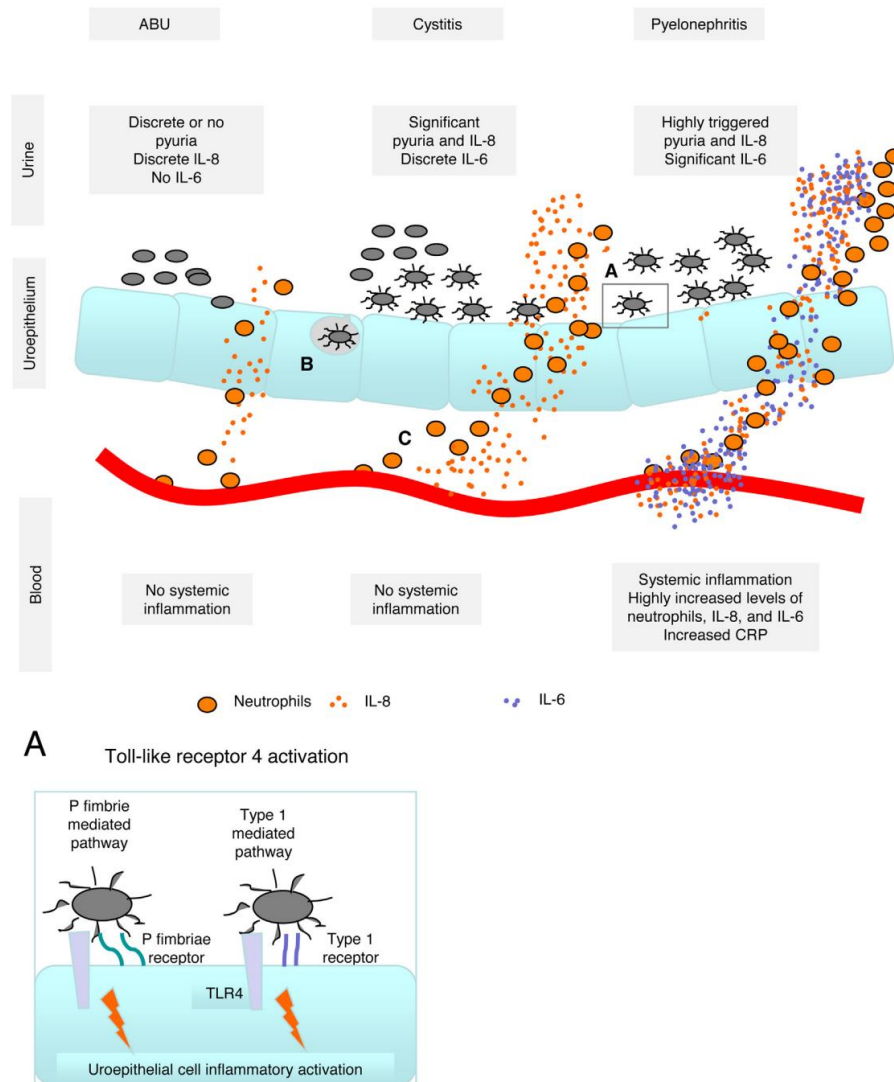 ABU
Cystitis
Pyelonephritis
Urine
Discrete or no
pyuria
Discrete IL-8
No IL-6
Significant
pyuria and IL-8
Discrete IL-6
Highly triggered
pyuria and IL-8
Significant IL-6
Uroepithelium
A
B
C
Blood
No systemic
inflammation
No systemic
inflammation
Systemic inflammation
Highly increased levels of
neutrophils, IL-8, and IL-6
Increased CRP
Neutrophils
IL-8
IL-6
A
Toll-like receptor 4 activation
P fimbrie
mediated
pathway
Type 1
mediated
pathway
P fimbriae
receptor
Type 1
receptor
TLR4
Uroepithelial cell inflammatory activation